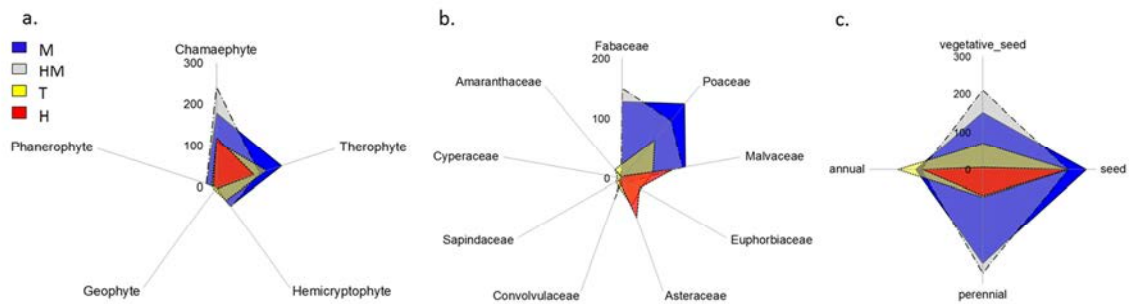 a.
M
HM
T
H
Chamaephyte
300
200
100
0
Phanerophyte
Therophyte
Geophyte
Hemicryptophyte
b.
Fabaceae
200
100
0
Amaranthaceae
Poaceae
Cyperaceae
Malvaceae
Sapindaceae
Euphorbiaceae
Convolvulaceae
Asteraceae
c.
vegetative_seed
300
200
100
0
annual
seed
perennial